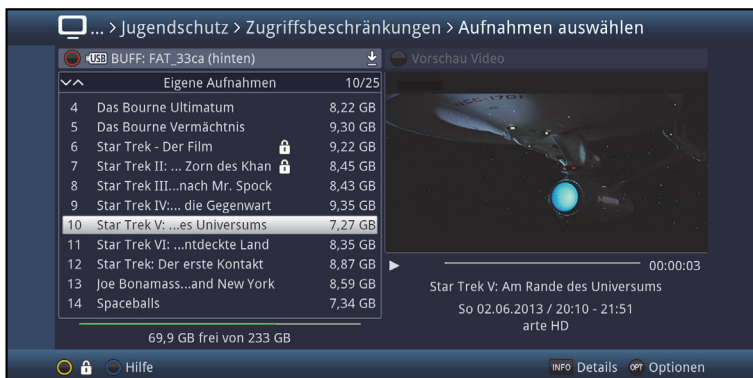 ... > Jugendschutz > Zugriffsbeschränkungen > Aufnahmen auswählen
USB BUFF: FAT_33ca (hinten)
Vorschau Video
Eigene Aufnahmen 10/25
4 Das Bourne Ultimatum 8,22 GB
5 Das Bourne Vermächtnis 9,30 GB
6 Star Trek - Der Film 9,22 GB
7 Star Trek II: ... Zorn des Khan 8,45 GB
8 Star Trek III...nach Mr. Spock 8,43 GB
9 Star Trek IV:... die Gegenwart 9,35 GB
10 Star Trek V: ...es Universums 7,27 GB
11 Star Trek VI: ...ntdeckte Land 8,35 GB
12 Star Trek: Der erste Kontakt 8,87 GB
13 Joe Bonamass...and New York 8,59 GB
14 Spaceballs 7,34 GB
69,9 GB frei von 233 GB
NCC-1701
00:00:03
Star Trek V: Am Rande des Universums
So 02.06.2013 / 20:10 - 21:51
arte HD
Hilfe
INFO Details OPT Optionen